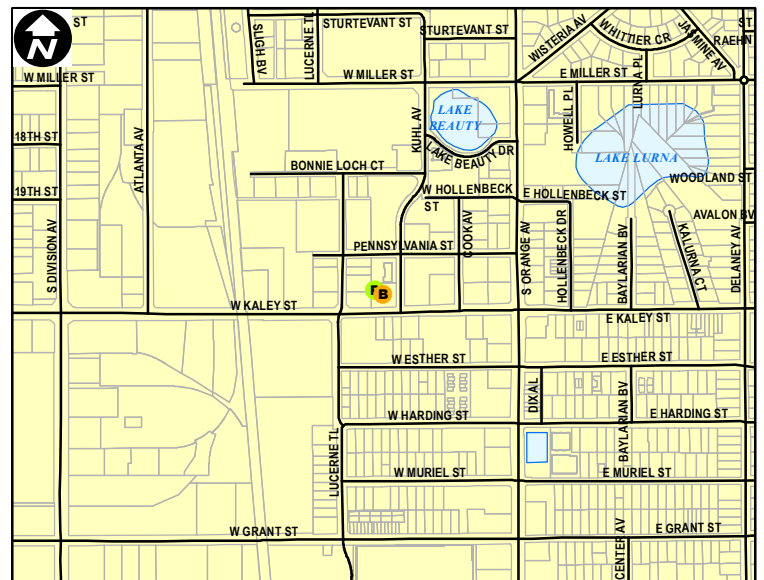 N
ST
SLIGH BV
LUCERNE TL
STURTEVANT ST
STURTEVANT ST
WISTERIA AV
WHITTIER CR
JASMINE AV
ST
RAEHN
W MILLER ST
W MILLER ST
E MILLER ST
LURNA PL
HOWELL PL
KUHL AV
LAKE
BEAUTY
LAKE BEAUTY DR
18TH ST
ATLANTA AV
BONNIE LOCH CT
LAKE LURNA
WOODLAND ST
19TH ST
W HOLLENBECK
ST
E HOLLENBECK ST
AVALON BV
S DIVISION AV
PENNSYLVANIA ST
COOK AV
S ORANGE AV
HOLLENBECK DR
BAYLARIAN BV
KALURNA CT
DELANEY AV
B
W KALEY ST
E KALEY ST
W ESTHER ST
E ESTHER ST
DIXAL
BAYLARIAN BV
W HARDING ST
E HARDING ST
LUCERNE TL
W MURIEL ST
E MURIEL ST
W GRANT ST
E GRANT ST
CENTER AV